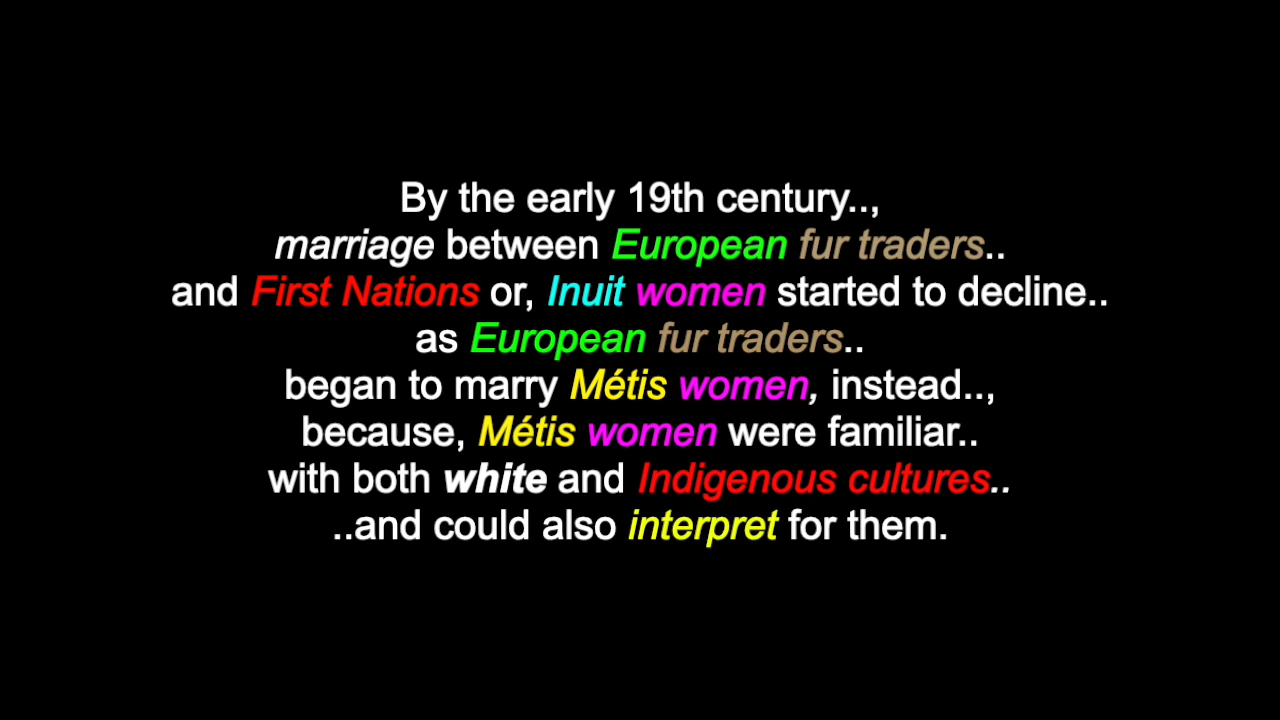 By the early 19th century..,
marriage between European fur traders..
and First Nations or, Inuit women started to decline..
as European fur traders..
began to marry Métis women, instead..,
because, Métis women were familiar..
with both white and Indigenous cultures..
..and could also interpret for them.